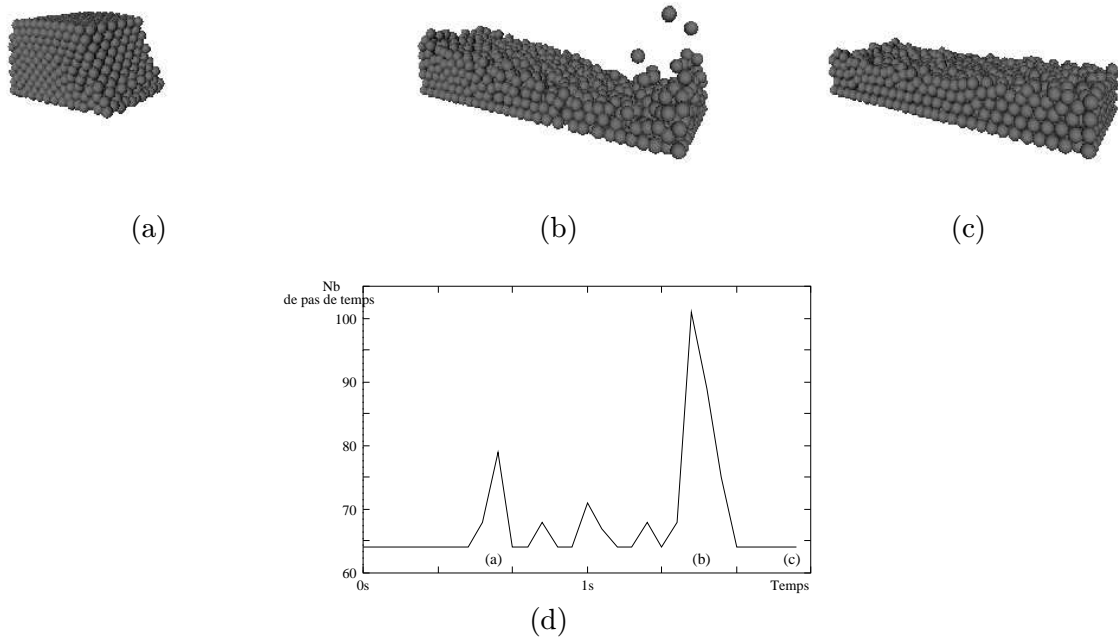 (a) (b) (c)
Nb
de pas de temps
100
90
80
70
60
(a) (b) (c)
0s 1s Temps
(d)